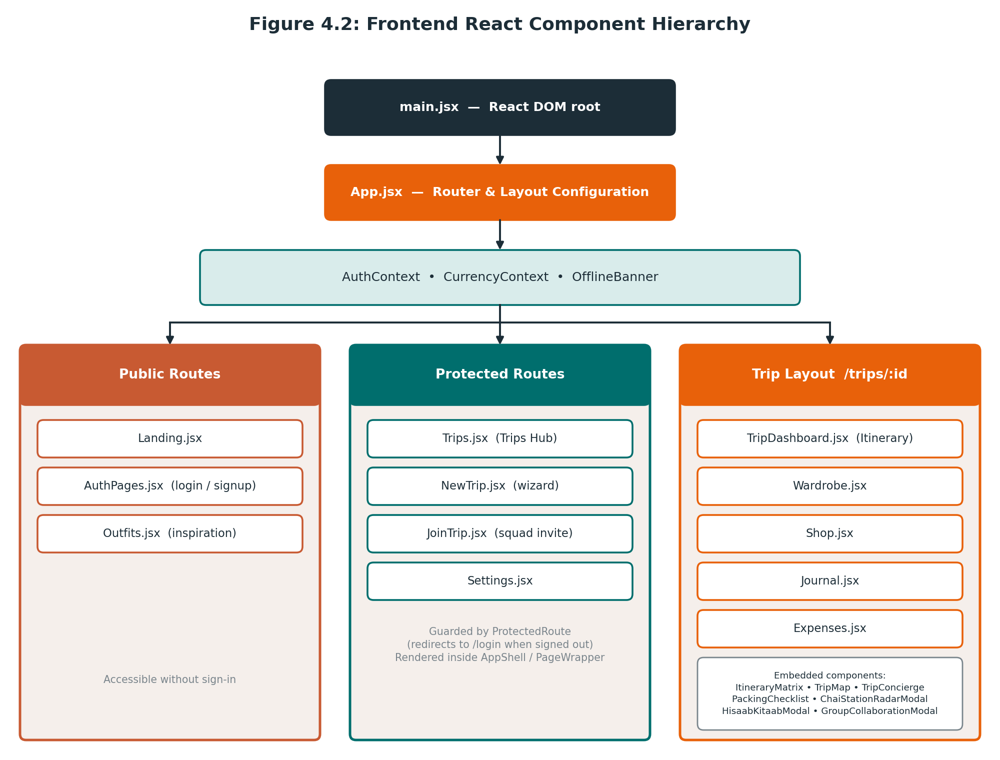 Figure 4.2: Frontend React Component Hierarchy
main.jsx — React DOM root
App.jsx — Router & Layout Configuration
AuthContext • CurrencyContext • OfflineBanner
Public Routes
Landing.jsx
AuthPages.jsx (login / signup)
Outfits.jsx (inspiration)
Accessible without sign-in
Protected Routes
Trips.jsx (Trips Hub)
NewTrip.jsx (wizard)
JoinTrip.jsx (squad invite)
Settings.jsx
Guarded by ProtectedRoute
(redirects to /login when signed out)
Rendered inside AppShell / PageWrapper
Trip Layout /trips/:id
TripDashboard.jsx (Itinerary)
Wardrobe.jsx
Shop.jsx
Journal.jsx
Expenses.jsx
Embedded components:
ItineraryMatrix • TripMap • TripConcierge
PackingChecklist • ChaiStationRadarModal
HisaabKitaabModal • GroupCollaborationModal